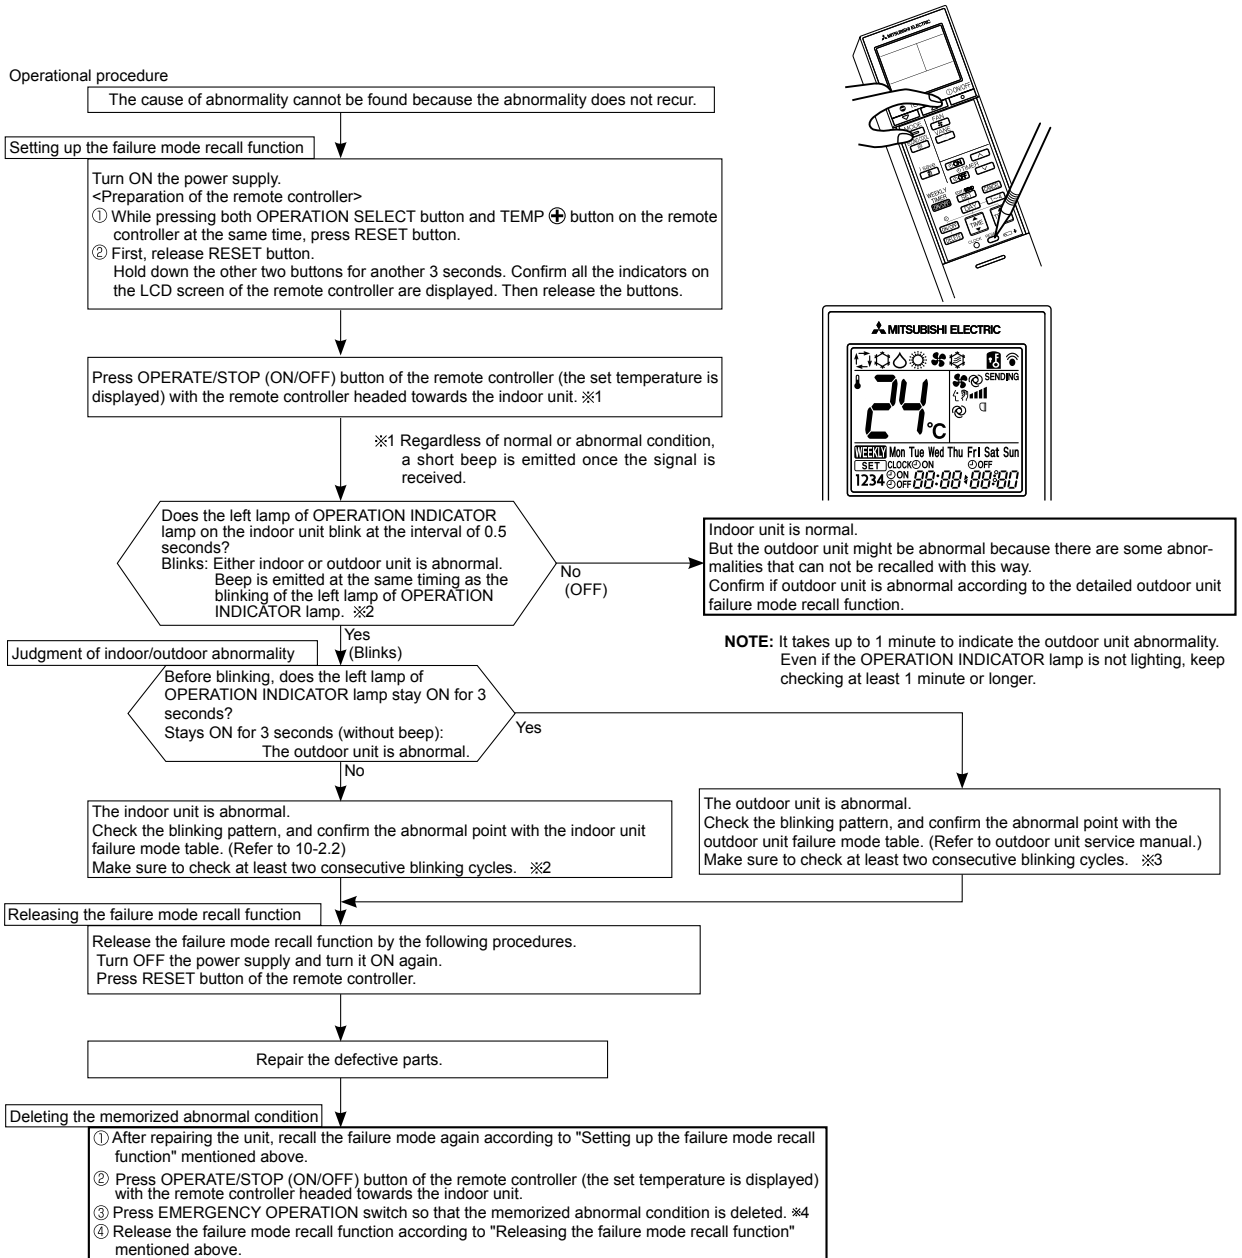 Operational procedure
The cause of abnormality cannot be found because the abnormality does not recur.
Setting up the failure mode recall function
Turn ON the power supply.
<Preparation of the remote controller>
① While pressing both OPERATION SELECT button and TEMP ⊕ button on the remote
controller at the same time, press RESET button.
② First, release RESET button.
Hold down the other two buttons for another 3 seconds. Confirm all the indicators on
the LCD screen of the remote controller are displayed. Then release the buttons.
MITSUBISHI ELECTRIC
ON/OFF
FAN
MODE
VANE
WEEKLY
TIMER
TIME
CLOCK
MITSUBISHI ELECTRIC
SENDING
24°C
WEEKLY Mon Tue Wed Thu Fri Sat Sun
SET CLOCK ON OFF
1234 ON
OFF 88:88 88:80
Press OPERATE/STOP (ON/OFF) button of the remote controller (the set temperature is
displayed) with the remote controller headed towards the indoor unit. ※1
※1 Regardless of normal or abnormal condition,
a short beep is emitted once the signal is
received.
Does the left lamp of OPERATION INDICATOR
lamp on the indoor unit blink at the interval of 0.5
seconds?
Blinks: Either indoor or outdoor unit is abnormal.
Beep is emitted at the same timing as the
blinking of the left lamp of OPERATION
INDICATOR lamp. ※2
No
(OFF)
Indoor unit is normal.
But the outdoor unit might be abnormal because there are some abnor-
malities that can not be recalled with this way.
Confirm if outdoor unit is abnormal according to the detailed outdoor unit
failure mode recall function.
NOTE: It takes up to 1 minute to indicate the outdoor unit abnormality.
Even if the OPERATION INDICATOR lamp is not lighting, keep
checking at least 1 minute or longer.
Yes
(Blinks)
Judgment of indoor/outdoor abnormality
Before blinking, does the left lamp of
OPERATION INDICATOR lamp stay ON for 3
seconds?
Stays ON for 3 seconds (without beep):
The outdoor unit is abnormal.
Yes
No
The indoor unit is abnormal.
Check the blinking pattern, and confirm the abnormal point with the indoor unit
failure mode table. (Refer to 10-2.2)
Make sure to check at least two consecutive blinking cycles. ※2
The outdoor unit is abnormal.
Check the blinking pattern, and confirm the abnormal point with the
outdoor unit failure mode table. (Refer to outdoor unit service manual.)
Make sure to check at least two consecutive blinking cycles. ※3
Releasing the failure mode recall function
Release the failure mode recall function by the following procedures.
Turn OFF the power supply and turn it ON again.
Press RESET button of the remote controller.
Repair the defective parts.
Deleting the memorized abnormal condition
① After repairing the unit, recall the failure mode again according to "Setting up the failure mode recall
function" mentioned above.
② Press OPERATE/STOP (ON/OFF) button of the remote controller (the set temperature is displayed)
with the remote controller headed towards the indoor unit.
③ Press EMERGENCY OPERATION switch so that the memorized abnormal condition is deleted. ※4
④ Release the failure mode recall function according to "Releasing the failure mode recall function"
mentioned above.